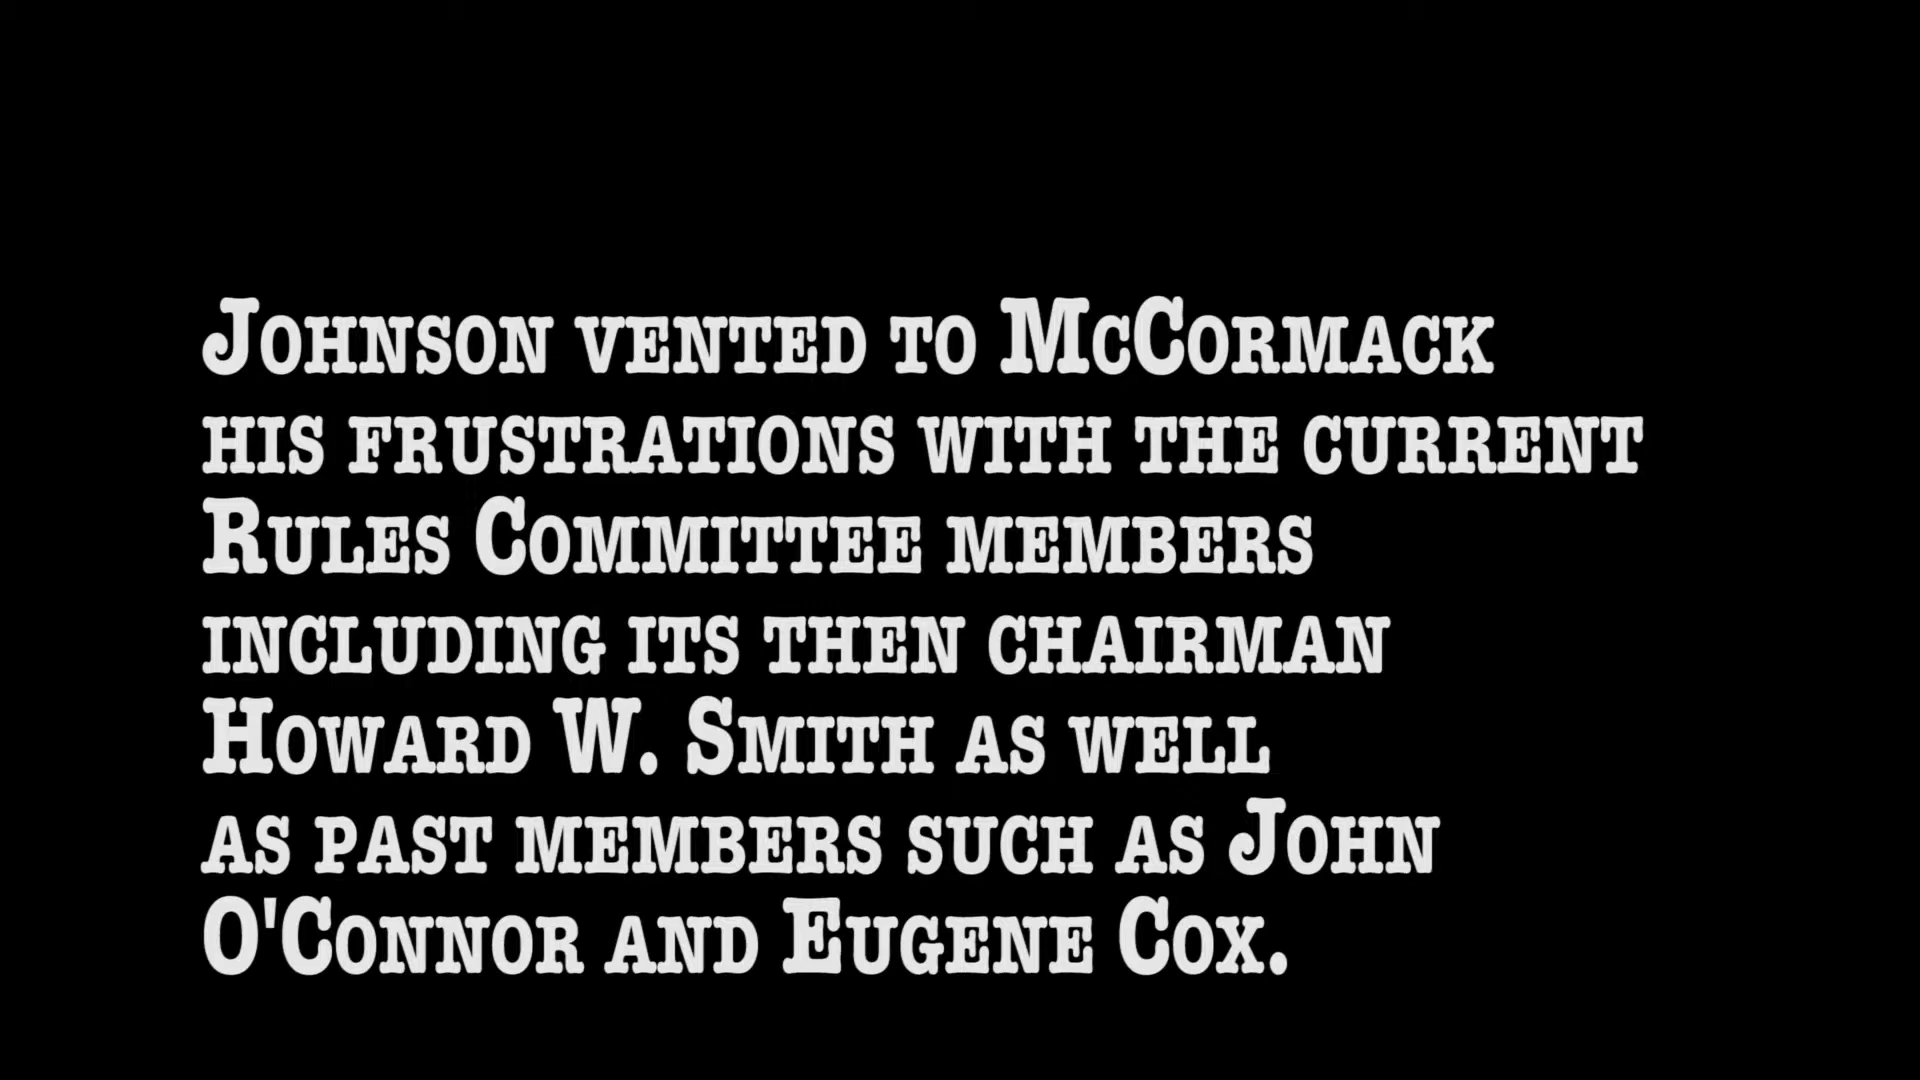 Johnson vented to McCormack
his frustrations with the current
Rules Committee members
including its then chairman
Howard W. Smith as well
as past members such as John
O'Connor and Eugene Cox.